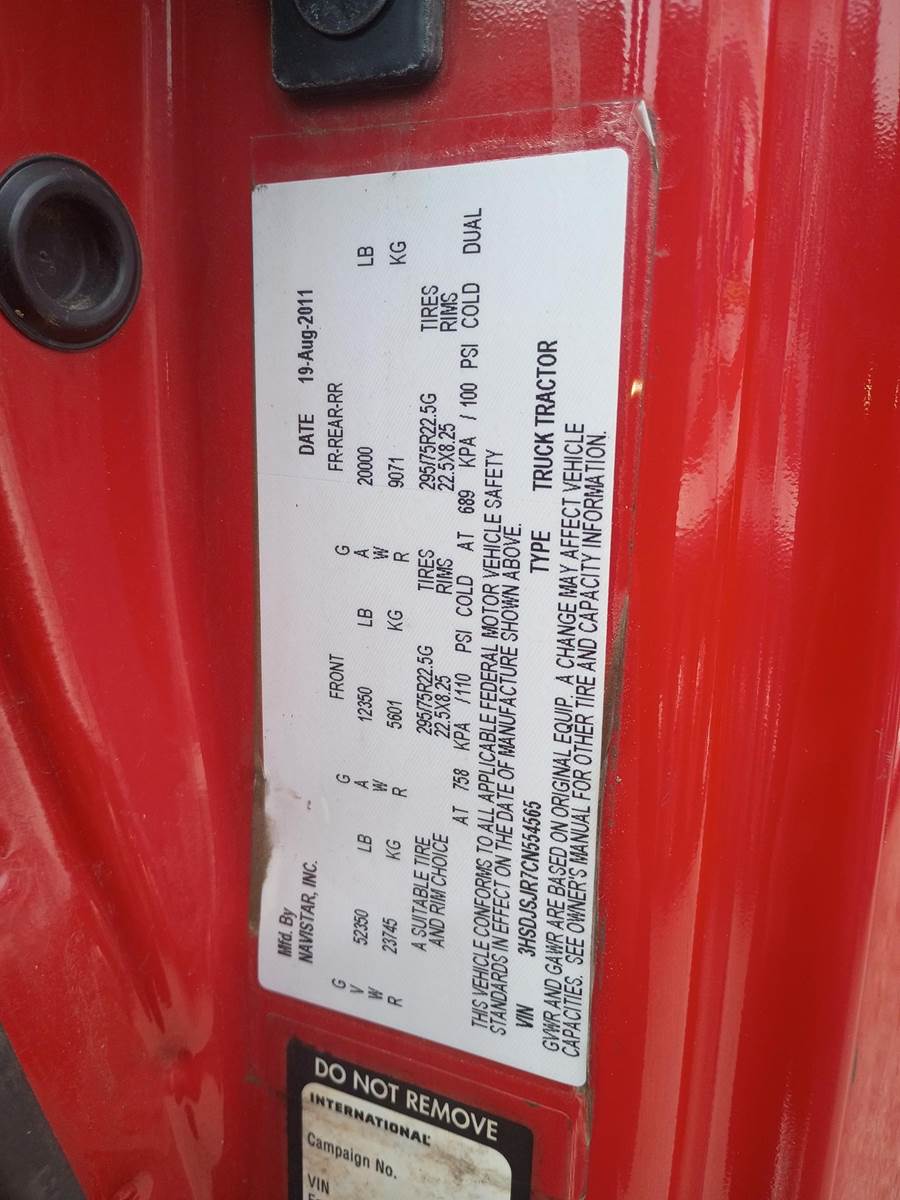 Mfd. By
NAVISTAR, INC.
DATE 19-Aug-2011
FRONT FR-REAR-RR
G G G
V 52350 LB A 12350 LB A 20000 LB
W W W
R 23745 KG R 5601 KG R 9071 KG
A SUITABLE TIRE 295/75R22.5G TIRES 295/75R22.5G TIRES
AND RIM CHOICE 22.5X8.25 RIMS 22.5X8.25 RIMS
AT 758 KPA /110 PSI COLD AT 689 KPA / 100 PSI COLD DUAL
THIS VEHICLE CONFORMS TO ALL APPLICABLE FEDERAL MOTOR VEHICLE SAFETY
STANDARDS IN EFFECT ON THE DATE OF MANUFACTURE SHOWN ABOVE.
VIN 3HSDJSJR7CN554565 TYPE TRUCK TRACTOR
GVWR AND GAWR ARE BASED ON ORIGINAL EQUIP. A CHANGE MAY AFFECT VEHICLE
CAPACITIES. SEE OWNER'S MANUAL FOR OTHER TIRE AND CAPACITY INFORMATION.
DO NOT REMOVE
INTERNATIONAL
Campaign No.
VIN